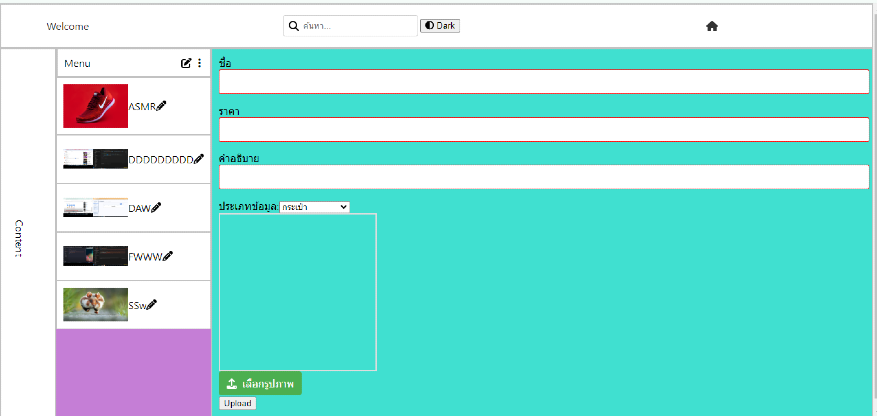 Welcome
ค้นหา...
Dark
Menu
ASMR
DDDDDDDDD
DAW
FWWW
SSw
Content
ชื่อ
ราคา
คำอธิบาย
ประเภทข้อมูล:
กระเป๋า
เลือกรูปภาพ
Upload